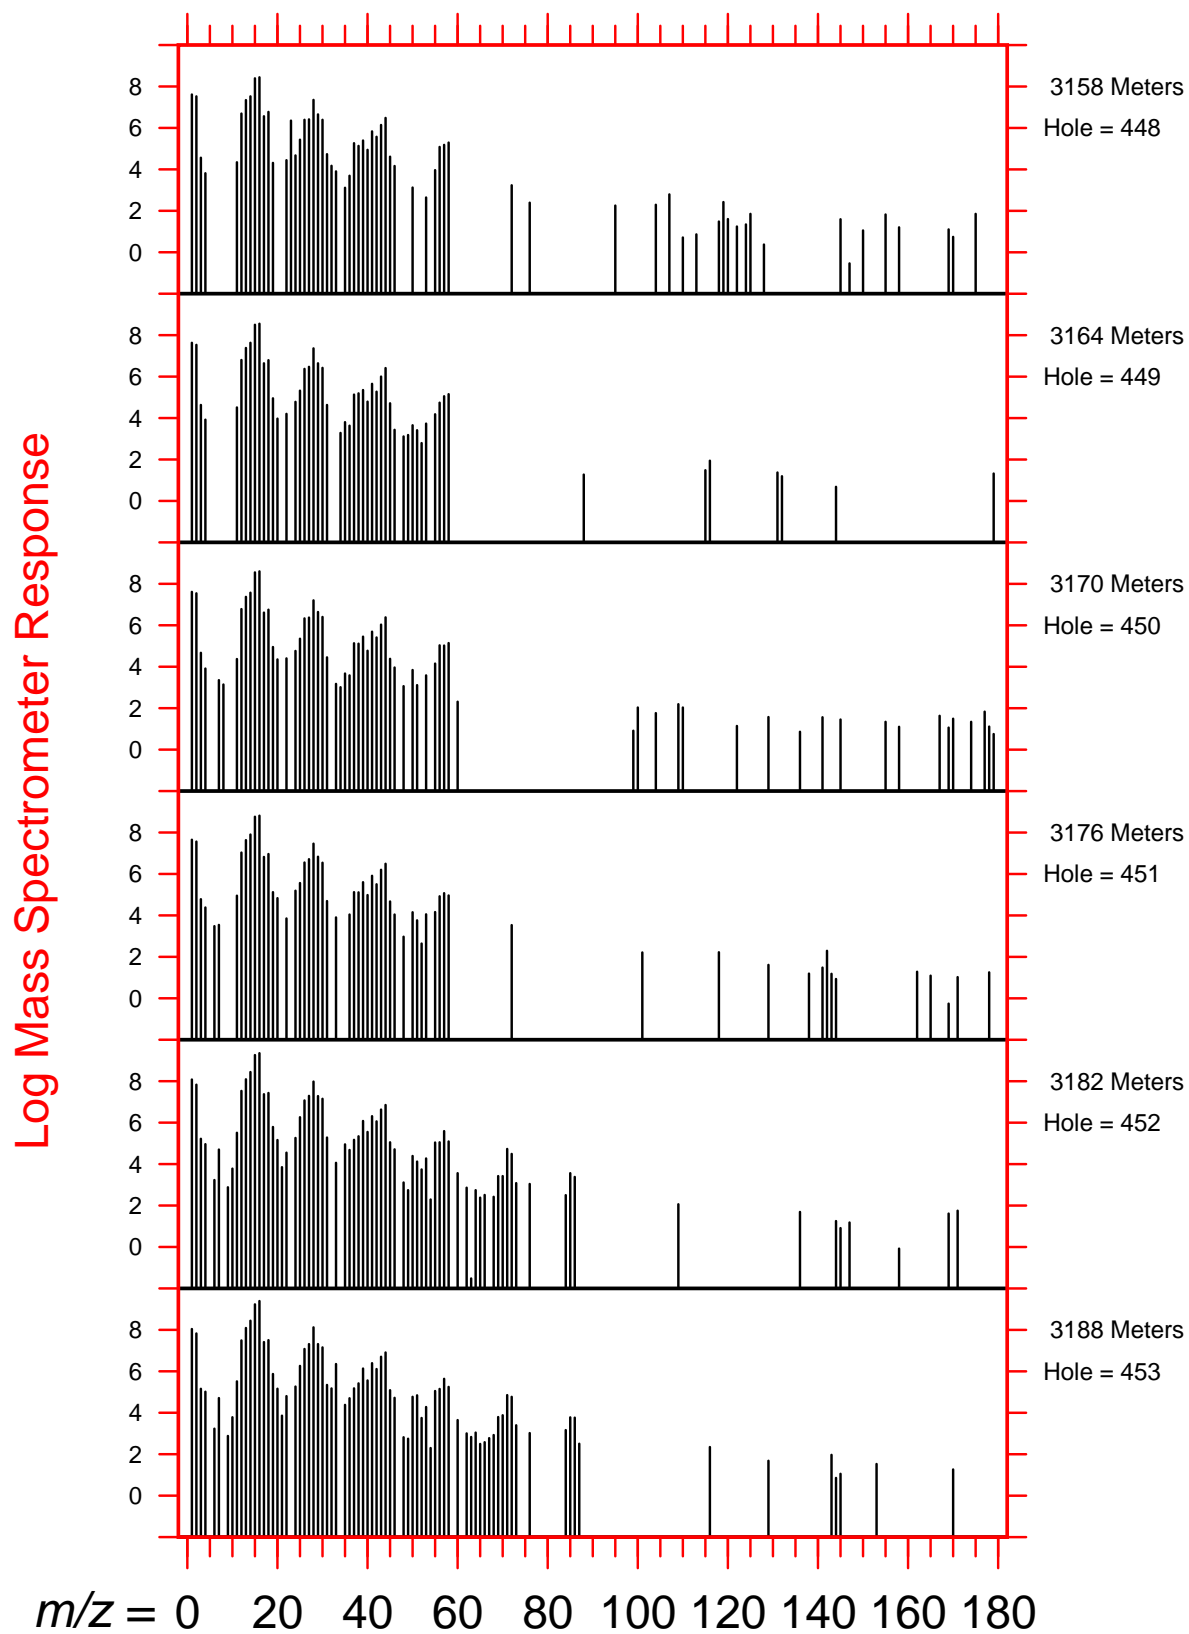 8
6
4
2
0
3158 Meters
Hole = 448
8
6
4
2
0
3164 Meters
Hole = 449
8
6
4
2
0
3170 Meters
Hole = 450
8
6
4
2
0
3176 Meters
Hole = 451
8
6
4
2
0
3182 Meters
Hole = 452
8
6
4
2
0
3188 Meters
Hole = 453
Log Mass Spectrometer Response
m/z = 0 20 40 60 80 100 120 140 160 180